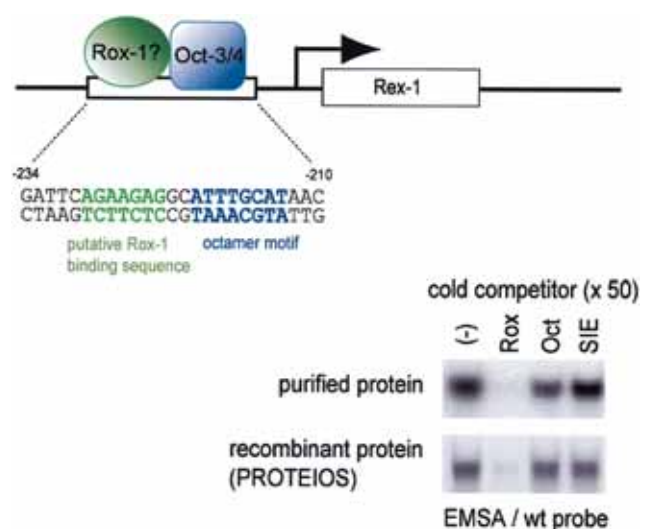 Rox-1? Oct-3/4
Rex-1
-234 -210
GATTCAGAAGAGGCATTTGCATAAC
CTAAGTCTTCTCCGTAAACGTATTG
putative Rox-1 octamer motif
binding sequence
cold competitor (x 50)
(-) Rox Oct SIE
purified protein
recombinant protein
(PROTEIOS)
EMSA / wt probe